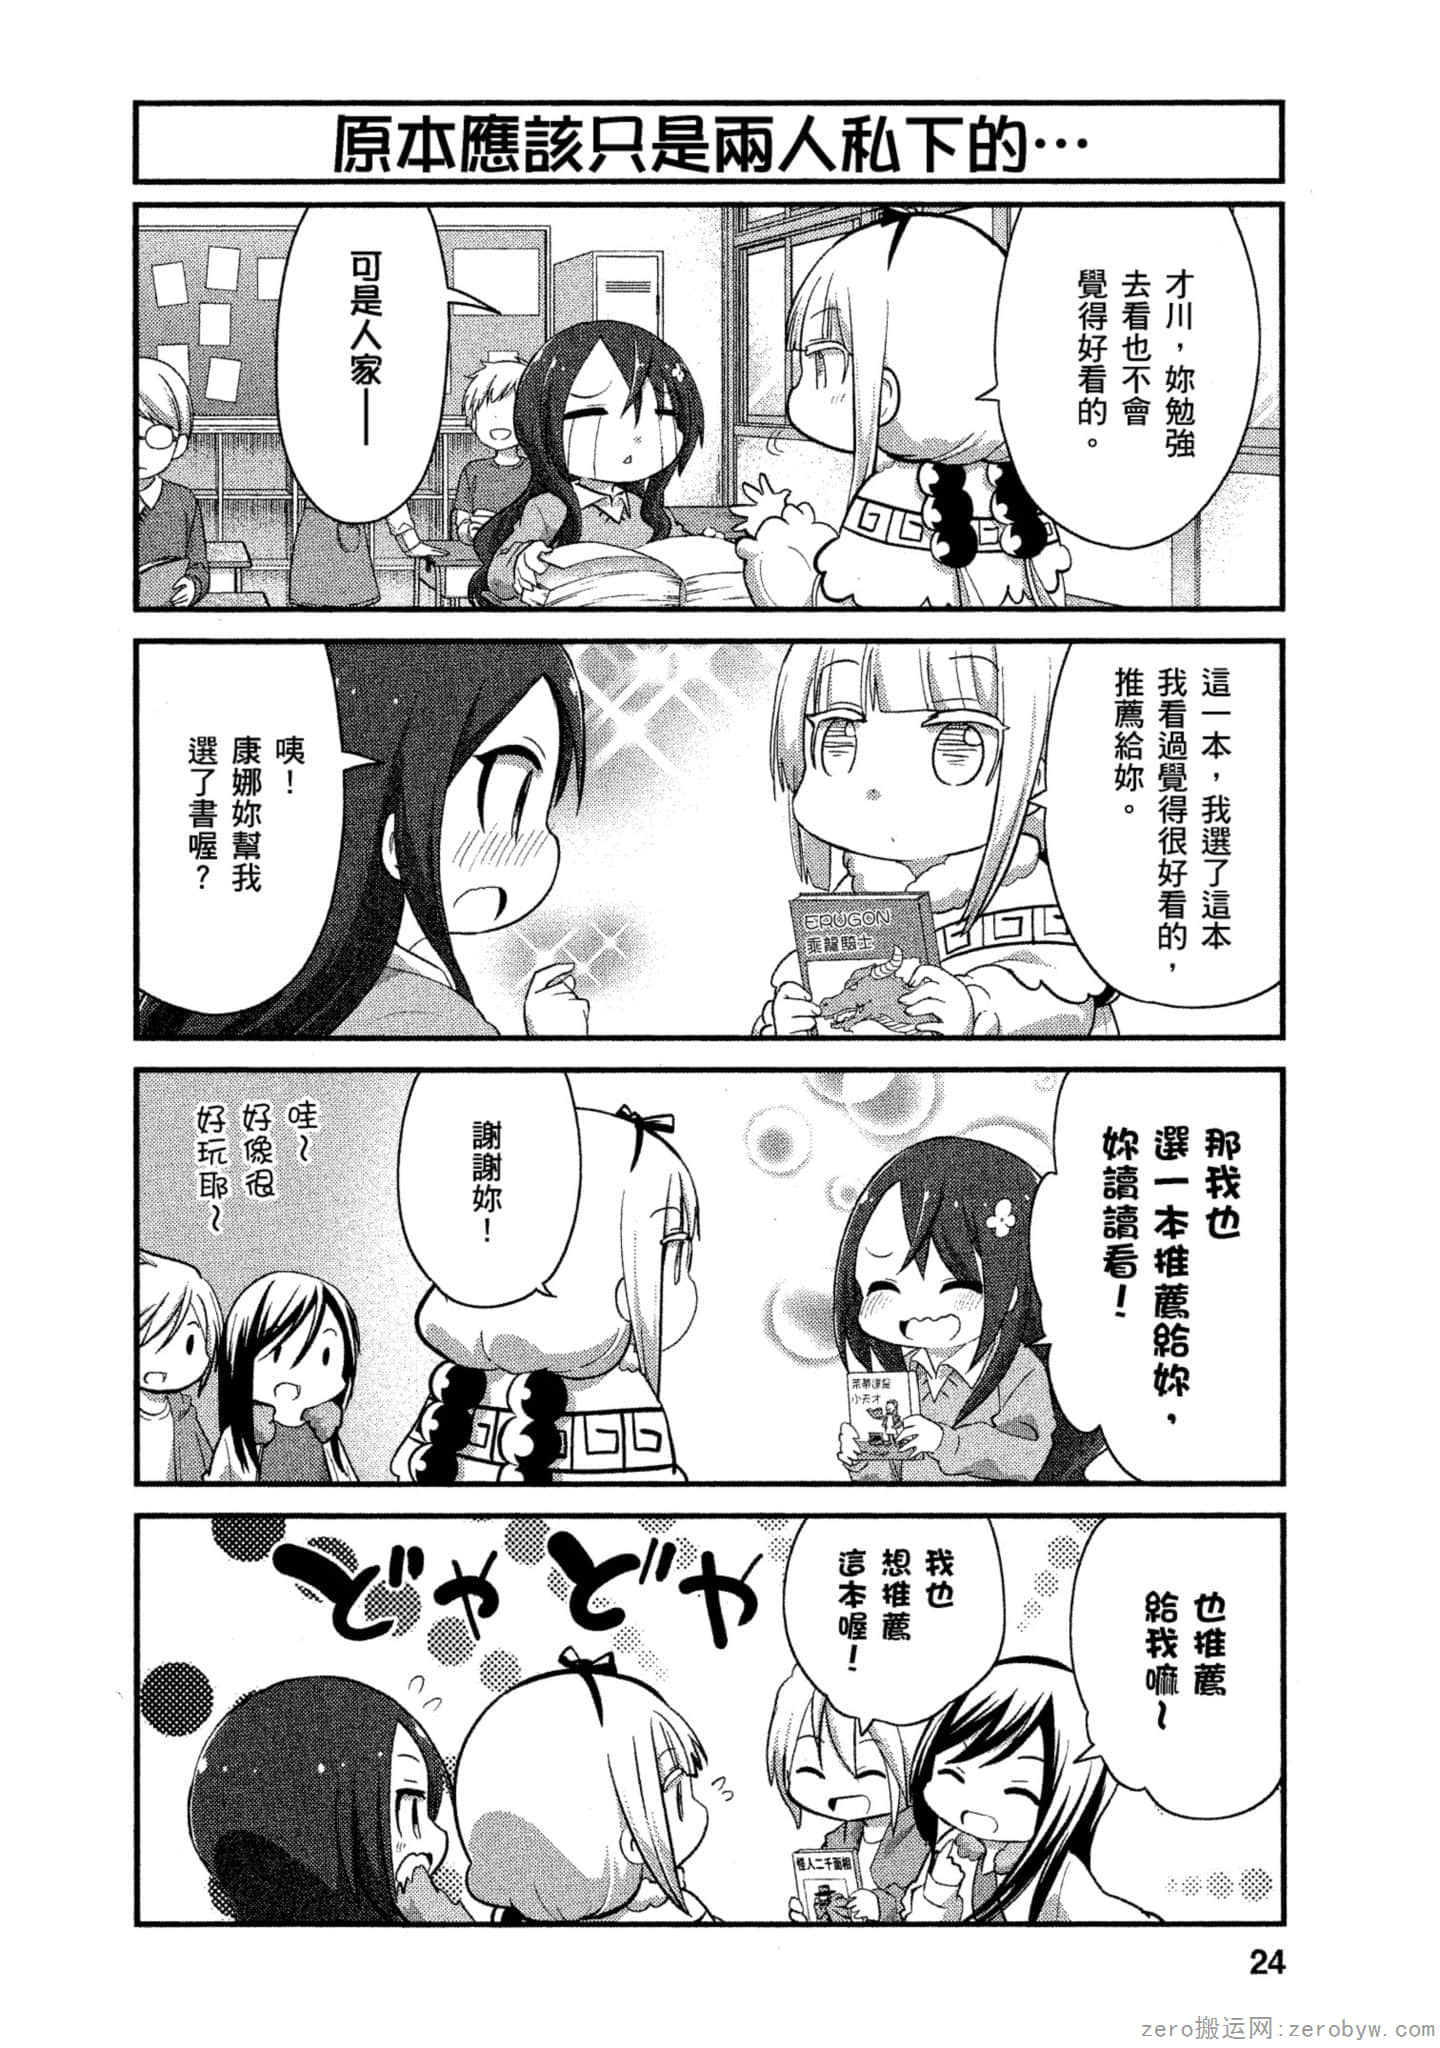 原本應該只是兩人私下的…
才川，妳勉強
去看也不會
覺得好看的。
可是人家──
這一本，我選了這本
我看過覺得很好看的，
推薦給妳。
EPUGON
乘龍騎士
咦！
康娜妳幫我
選了書喔？
那我也
選一本推薦給妳，
妳讀讀看！
小天才
謝謝妳！
哇～
好像很
好玩耶～
也推薦
給我嘛～
我也
想推薦
這本喔！
怪人二千面相
どやどや
24
zero搬运网:zerobyw.com